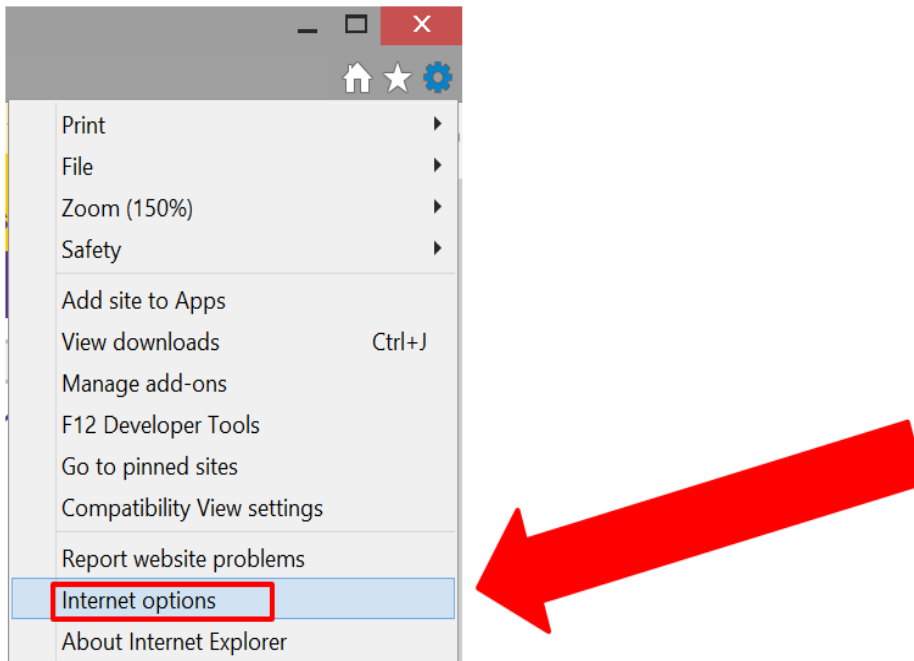 Print
File
Zoom (150%)
Safety
Add site to Apps
View downloads Ctrl+J
Manage add-ons
F12 Developer Tools
Go to pinned sites
Compatibility View settings
Report website problems
Internet options
About Internet Explorer